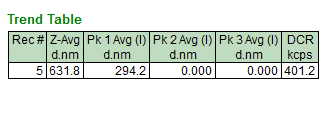 Trend Table
Rec # Z-Avg Pk 1 Avg (I) Pk 2 Avg (I) Pk 3 Avg (I) DCR
d.nm d.nm d.nm d.nm kcps
5 631.8 294.2 0.000 0.000 401.2